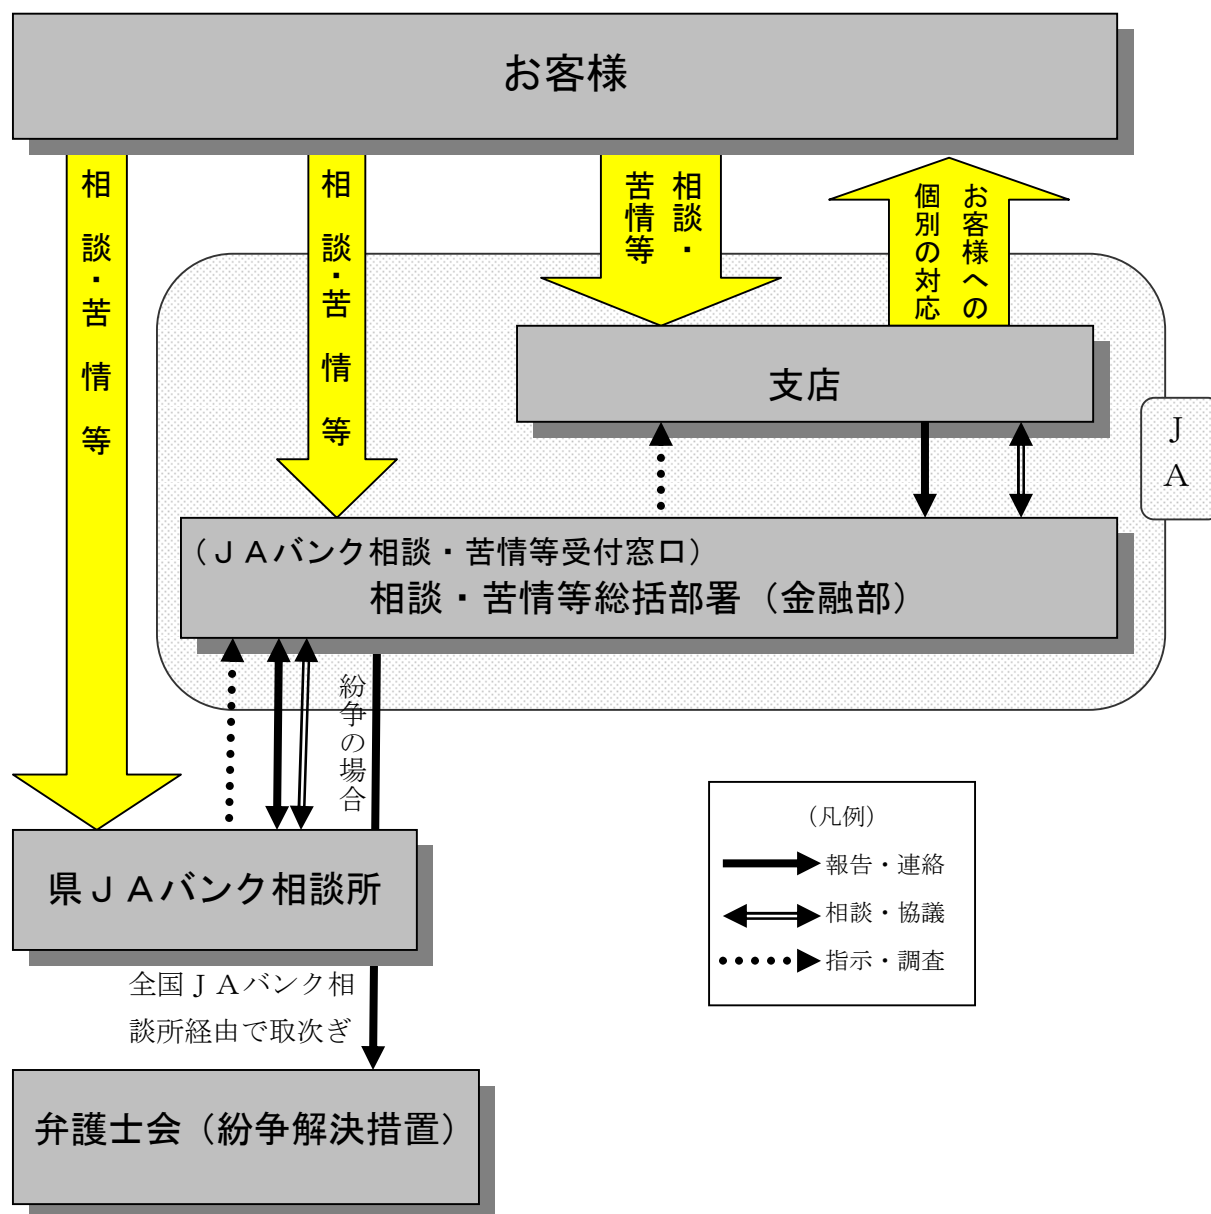 お客様
相談・苦情等
相談・苦情等
相談・
苦情等
お客様への
個別の対応
支店
ＪＡ
（ＪＡバンク相談・苦情等受付窓口）
相談・苦情等総括部署（金融部）
紛争の場合
県ＪＡバンク相談所
（凡例）
報告・連絡
相談・協議
指示・調査
全国ＪＡバンク相
談所経由で取次ぎ
弁護士会（紛争解決措置）